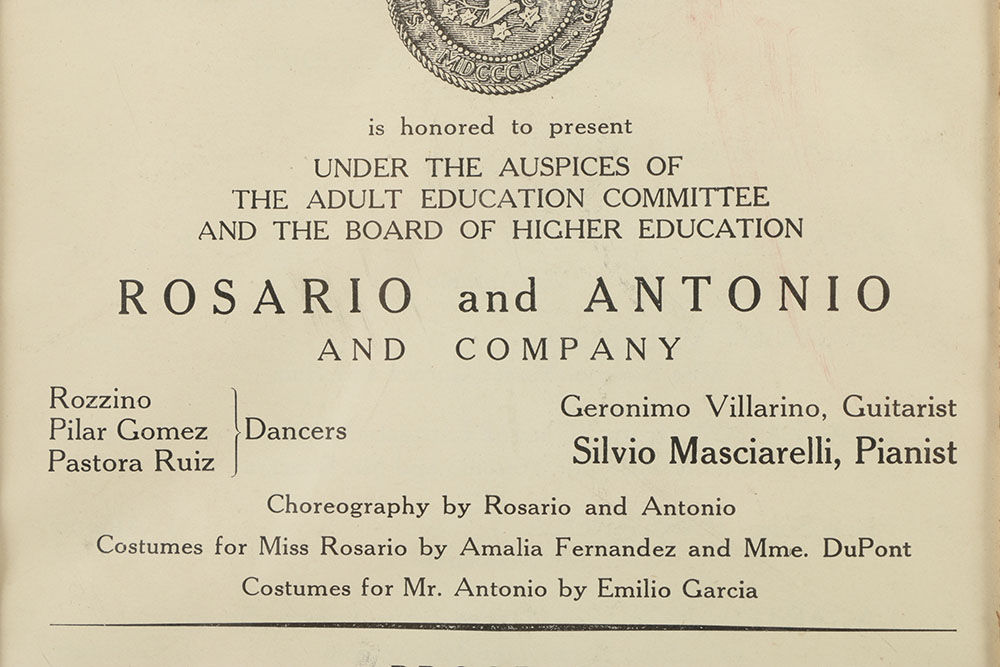 MDCCCLXX
is honored to present
UNDER THE AUSPICES OF
THE ADULT EDUCATION COMMITTEE
AND THE BOARD OF HIGHER EDUCATION
ROSARIO and ANTONIO
AND COMPANY
Rozzino
Pilar Gomez
Pastora Ruiz
Dancers
Geronimo Villarino, Guitarist
Silvio Masciarelli, Pianist
Choreography by Rosario and Antonio
Costumes for Miss Rosario by Amalia Fernandez and Mme. DuPont
Costumes for Mr. Antonio by Emilio Garcia